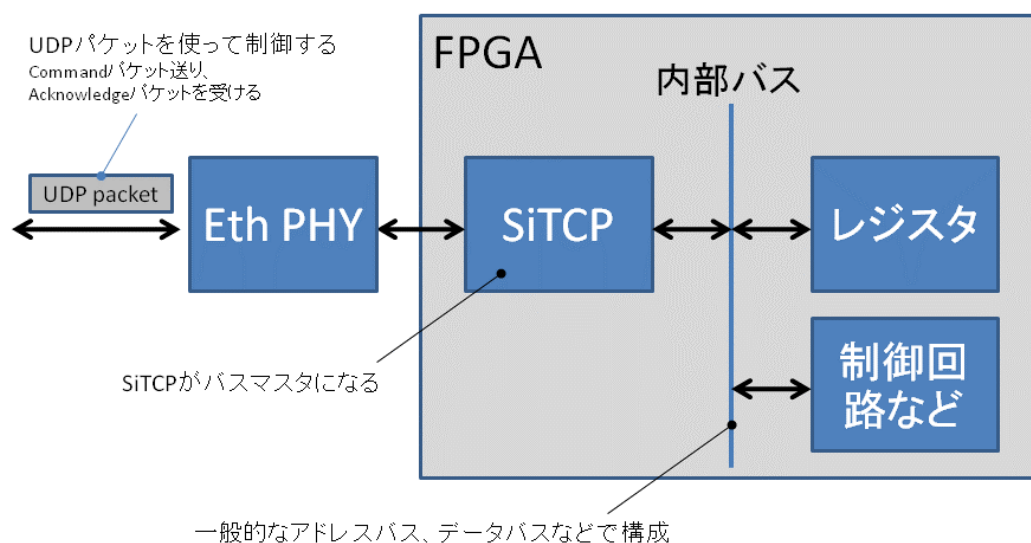 UDPパケットを使って制御する
Commandパケット送り、
Acknowledgeパケットを受ける
FPGA
内部バス
UDP packet
Eth PHY
SiTCP
レジスタ
制御回
路など
SiTCPがバスマスタになる
一般的なアドレスバス、データバスなどで構成